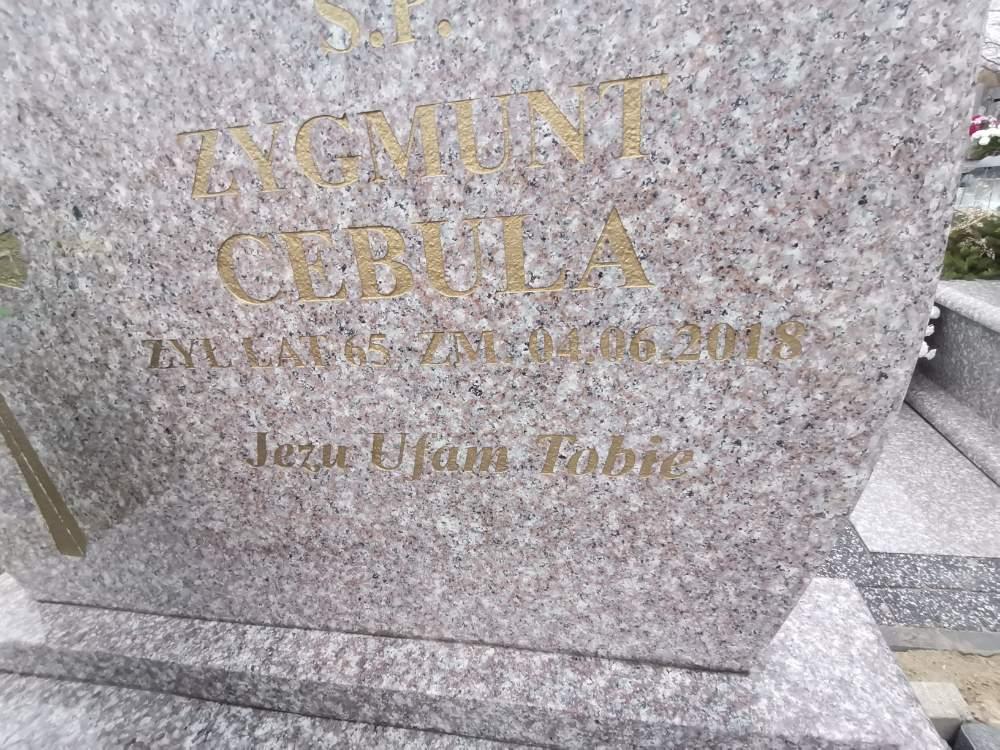 S.P.
ZYGMUNT
CEBULA
ŻYŁ LAT 65 ZM. 04.06.2018
Jezu Ufam Tobie